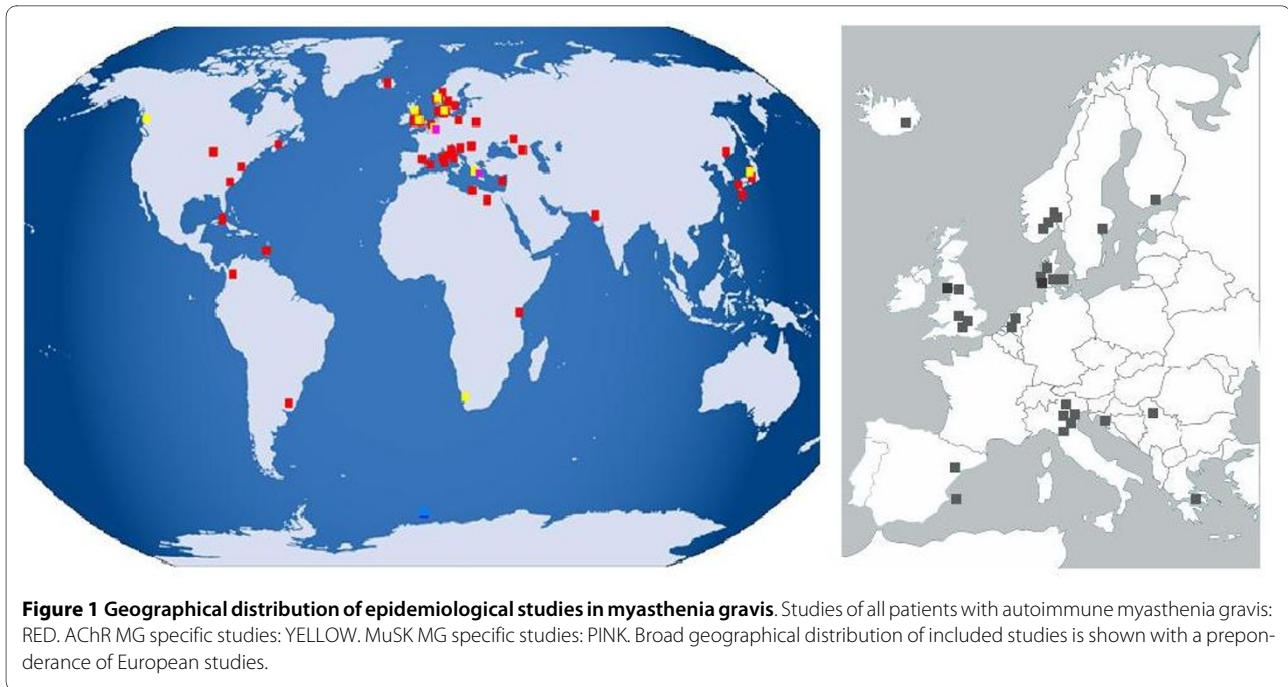 Figure 1 Geographical distribution of epidemiological studies in myasthenia gravis. Studies of all patients with autoimmune myasthenia gravis:
RED. AChR MG specific studies: YELLOW. MuSK MG specific studies: PINK. Broad geographical distribution of included studies is shown with a prepon-
derance of European studies.